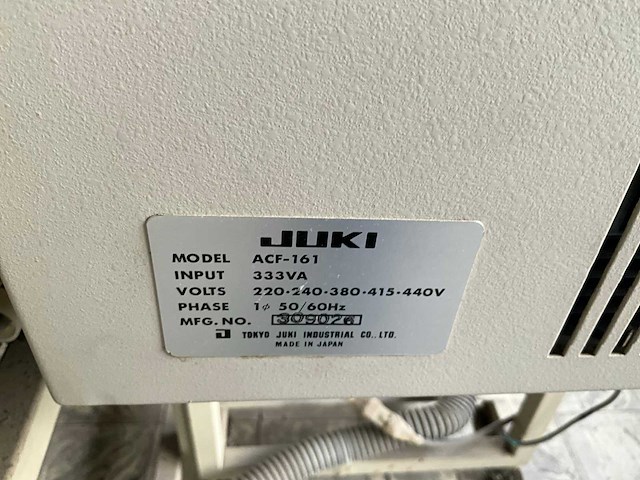 JUKI
MODEL ACF-161
INPUT 333VA
VOLTS 220-240-380-415-440V
PHASE 1φ 50/60Hz
MFG. NO. 309026
J TOKYO JUKI INDUSTRIAL CO., LTD.
MADE IN JAPAN